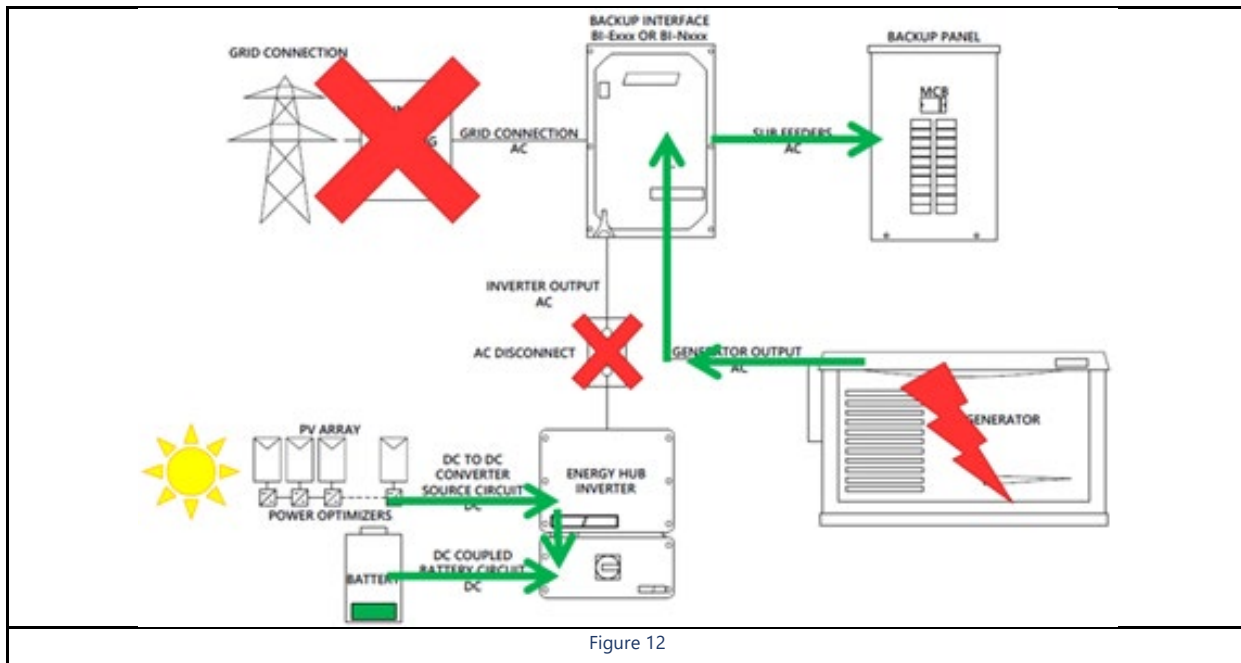 BACKUP INTERFACE
BI-Exxx OR BI-Nxxx
BACKUP PANEL
GRID CONNECTION
MCB
GRID CONNECTION
AC
SUB FEEDERS
AC
INVERTER OUTPUT
AC
AC DISCONNECT
GENERATOR OUTPUT
AC
GENERATOR
PV ARRAY
DC TO DC
CONVERTER
SOURCE CIRCUIT
DC
ENERGY HUB
INVERTER
POWER OPTIMIZERS
DC COUPLED
BATTERY CIRCUIT
DC
BATTERY
Figure 12